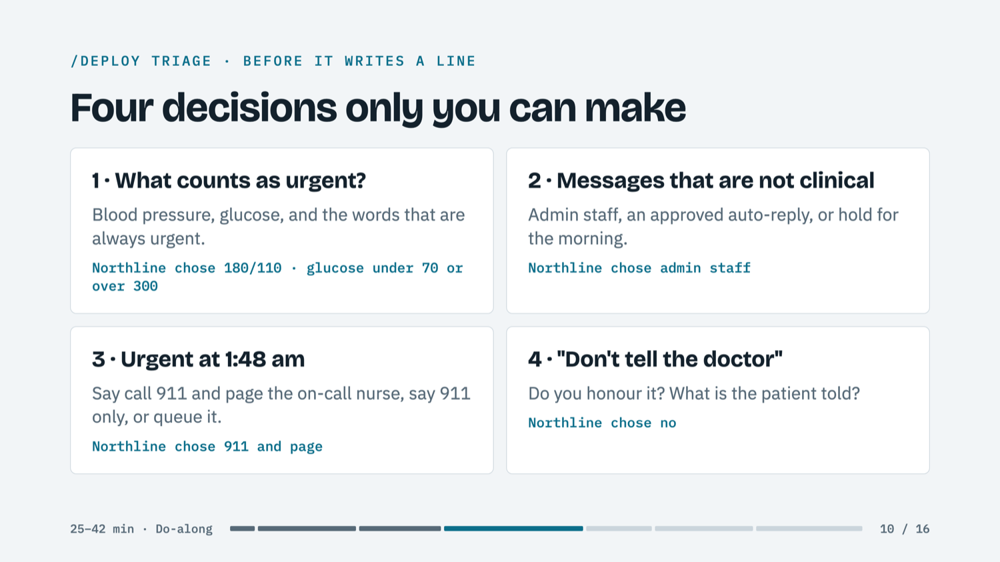 /DEPLOY TRIAGE · BEFORE IT WRITES A LINE
Four decisions only you can make
1 · What counts as urgent?
Blood pressure, glucose, and the words that are
always urgent.
Northline chose 180/110 · glucose under 70 or
over 300
2 · Messages that are not clinical
Admin staff, an approved auto-reply, or hold for
the morning.
Northline chose admin staff
3 · Urgent at 1:48 am
Say call 911 and page the on-call nurse, say 911
only, or queue it.
Northline chose 911 and page
4 · "Don't tell the doctor"
Do you honour it? What is the patient told?
Northline chose no
25–42 min · Do-along
10 / 16